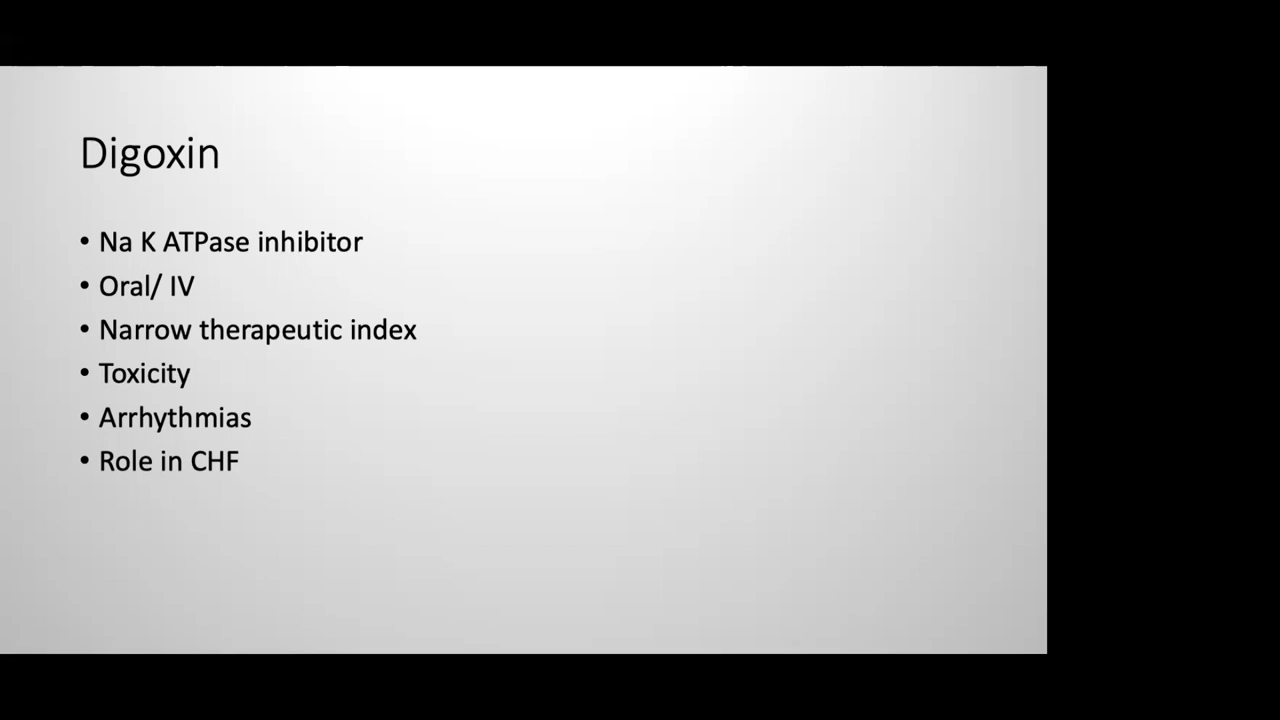 Digoxin
• Na K ATPase inhibitor
• Oral/ IV
• Narrow therapeutic index
• Toxicity
• Arrhythmias
• Role in CHF